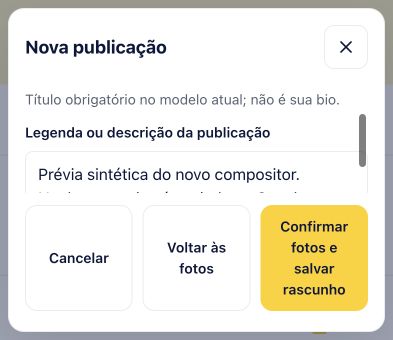 Nova publicação
Título obrigatório no modelo atual; não é sua bio.
Legenda ou descrição da publicação
Prévia sintética do novo compositor.
Cancelar
Voltar às
fotos
Confirmar
fotos e
salvar
rascunho